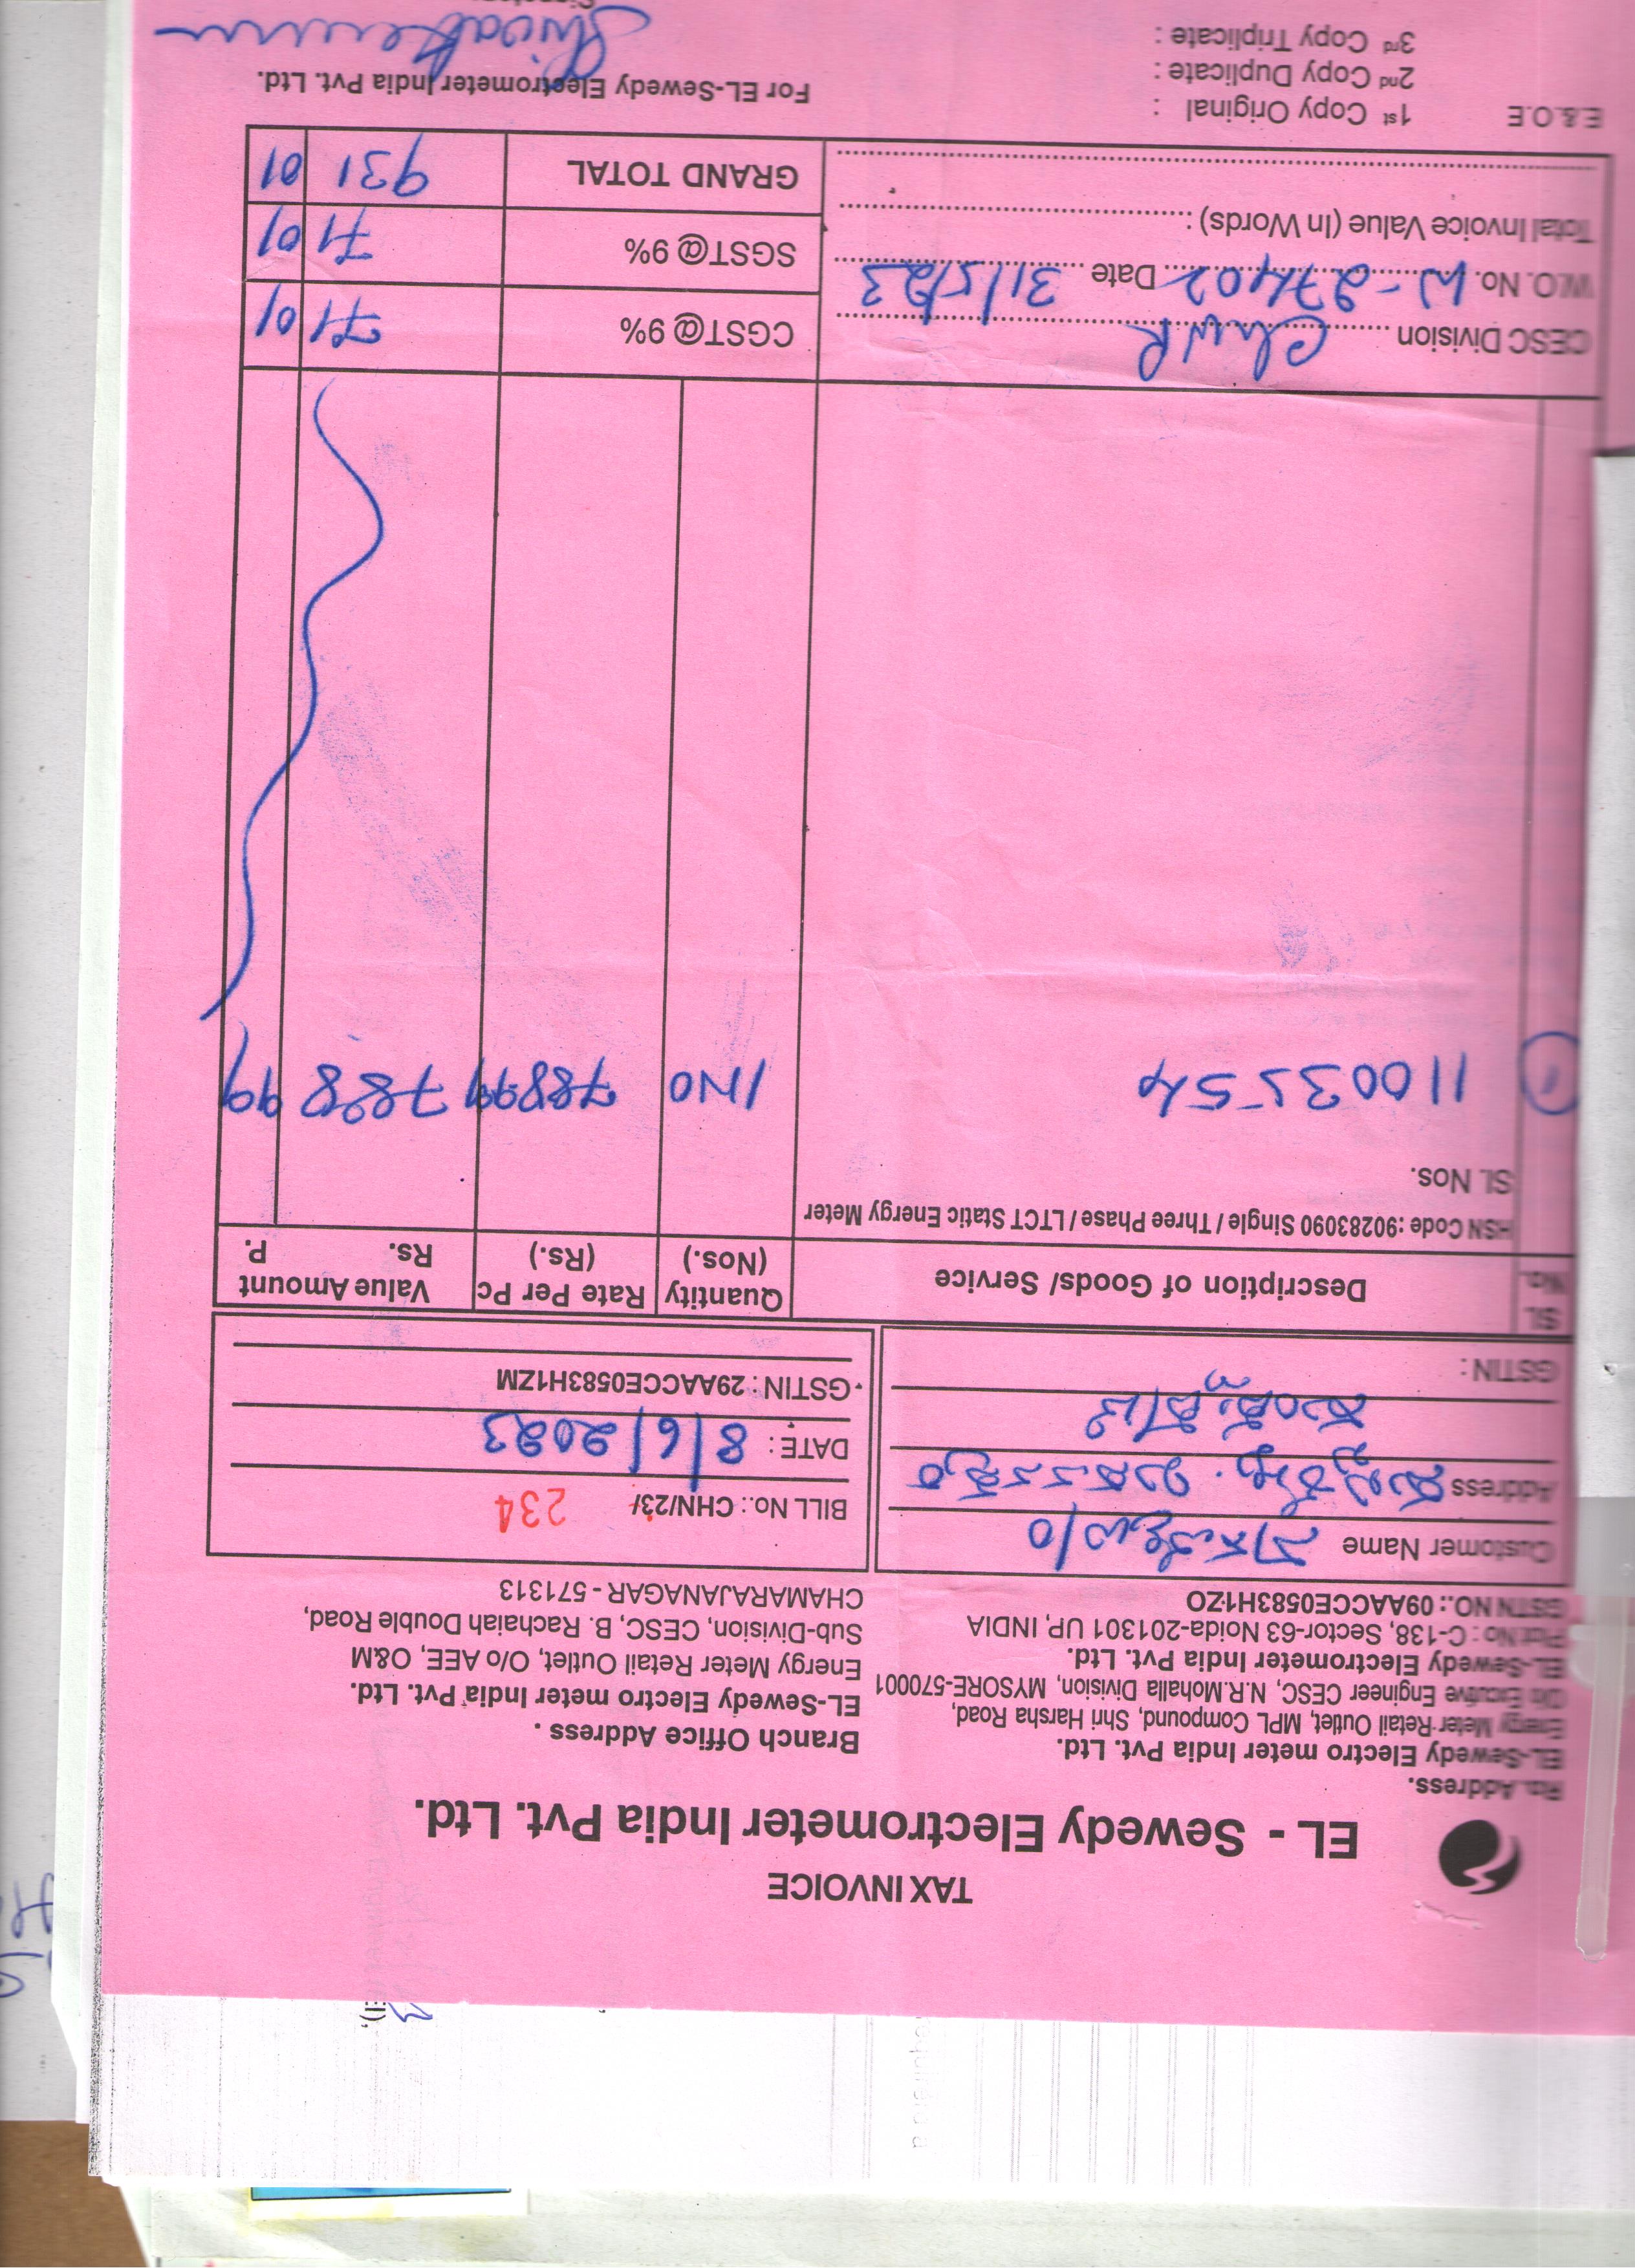 TAX INVOICE
EL - Sewedy Electrometer India Pvt. Ltd.
Rg. Address.
EL-Sewedy Electro meter India Pvt. Ltd.
Energy Meter Retail Outlet, MPL Compound, Shri Harsha Road,
O/o Excutive Engineer CESC, N.R.Mohalla Division, MYSORE-570001
EL-Sewedy Electrometer India Pvt. Ltd.
Plot No : C-138, Sector-63 Noida-201301 UP, INDIA
GSTN NO.: 09AACCE0583H1ZO
Branch Office Address .
EL-Sewedy Electro meter India Pvt. Ltd.
Energy Meter Retail Outlet, O/o AEE, O&M
Sub-Division, CESC, B. Rachaiah Double Road,
CHAMARAJANAGAR - 571313
Customer Name
Address
GSTIN :
BILL No.: CHN/23/ 234
DATE : 8/6/2023
GSTIN : 29AACCE0583H1ZM
SL. No. Description of Goods/ Service Quantity (Nos.) Rate Per Pc (Rs.) Value Amount Rs. P.
HSN Code :90283090 Single / Three Phase / LTCT Static Energy Meter
SI. Nos.
1 11003554 1NO 788.99 788 99
CESC Division ChNR CGST@ 9% 71 01
W.O. No. W-27402 Date 31/5/23 SGST@ 9% 71 01
Total Invoice Value (In Words) : GRAND TOTAL 931 01
E.&.O.E 1st Copy Original :
2nd Copy Duplicate :
3rd Copy Triplicate :
For EL-Sewedy Electrometer India Pvt. Ltd.